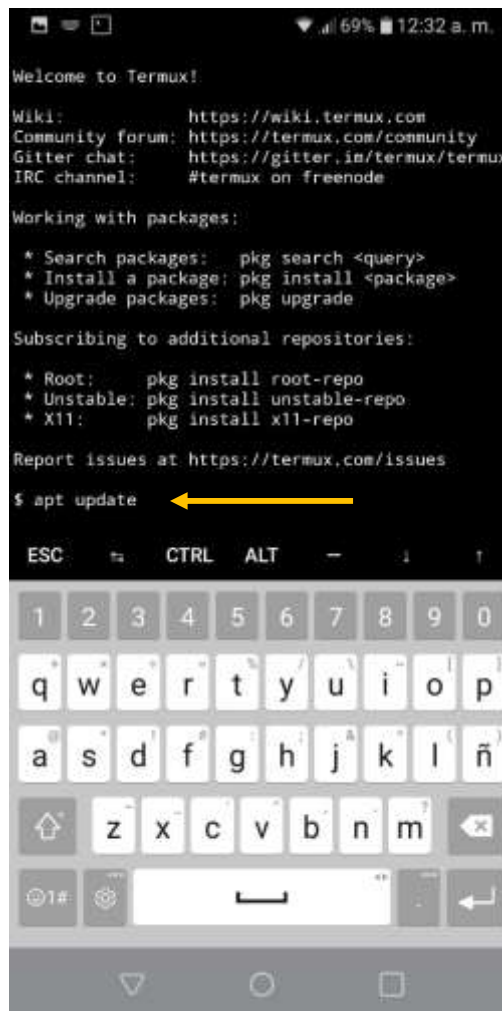 69% 12:32 a. m.
Welcome to Termux!
Wiki: https://wiki.termux.com
Community forum: https://termux.com/community
Gitter chat: https://gitter.im/termux/termux
IRC channel: #termux on freenode
Working with packages:
* Search packages: pkg search <query>
* Install a package: pkg install <package>
* Upgrade packages: pkg upgrade
Subscribing to additional repositories:
* Root: pkg install root-repo
* Unstable: pkg install unstable-repo
* X11: pkg install x11-repo
Report issues at https://termux.com/issues
$ apt update
ESC CTRL ALT – ↓ ↑
1 2 3 4 5 6 7 8 9 0
q w e r t y u i o p
a s d f g h j k l ñ
z x c v b n m
1# .